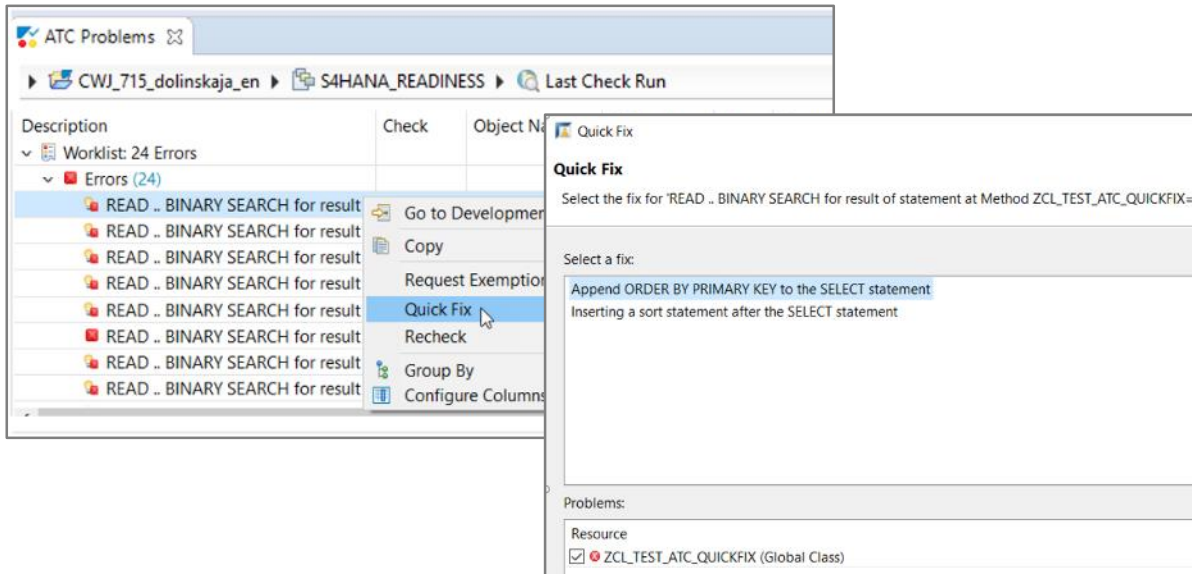 ATC Problems
CWJ_715_dolinskaja_en S4HANA_READINESS Last Check Run
Description Check Object
Worklist: 24 Errors
Errors (24)
READ .. BINARY SEARCH for result
READ .. BINARY SEARCH for result
READ .. BINARY SEARCH for result
READ .. BINARY SEARCH for result
READ .. BINARY SEARCH for result
READ .. BINARY SEARCH for result
READ .. BINARY SEARCH for result
READ .. BINARY SEARCH for result
Go to Developmen
Copy
Request Exemption
Quick Fix
Recheck
Group By
Configure Columns
Quick Fix
Quick Fix
Select the fix for 'READ .. BINARY SEARCH for result of statement at Method ZCL_TEST_ATC_QUICKFIX=
Select a fix:
Append ORDER BY PRIMARY KEY to the SELECT statement
Inserting a sort statement after the SELECT statement
Problems:
Resource
ZCL_TEST_ATC_QUICKFIX (Global Class)